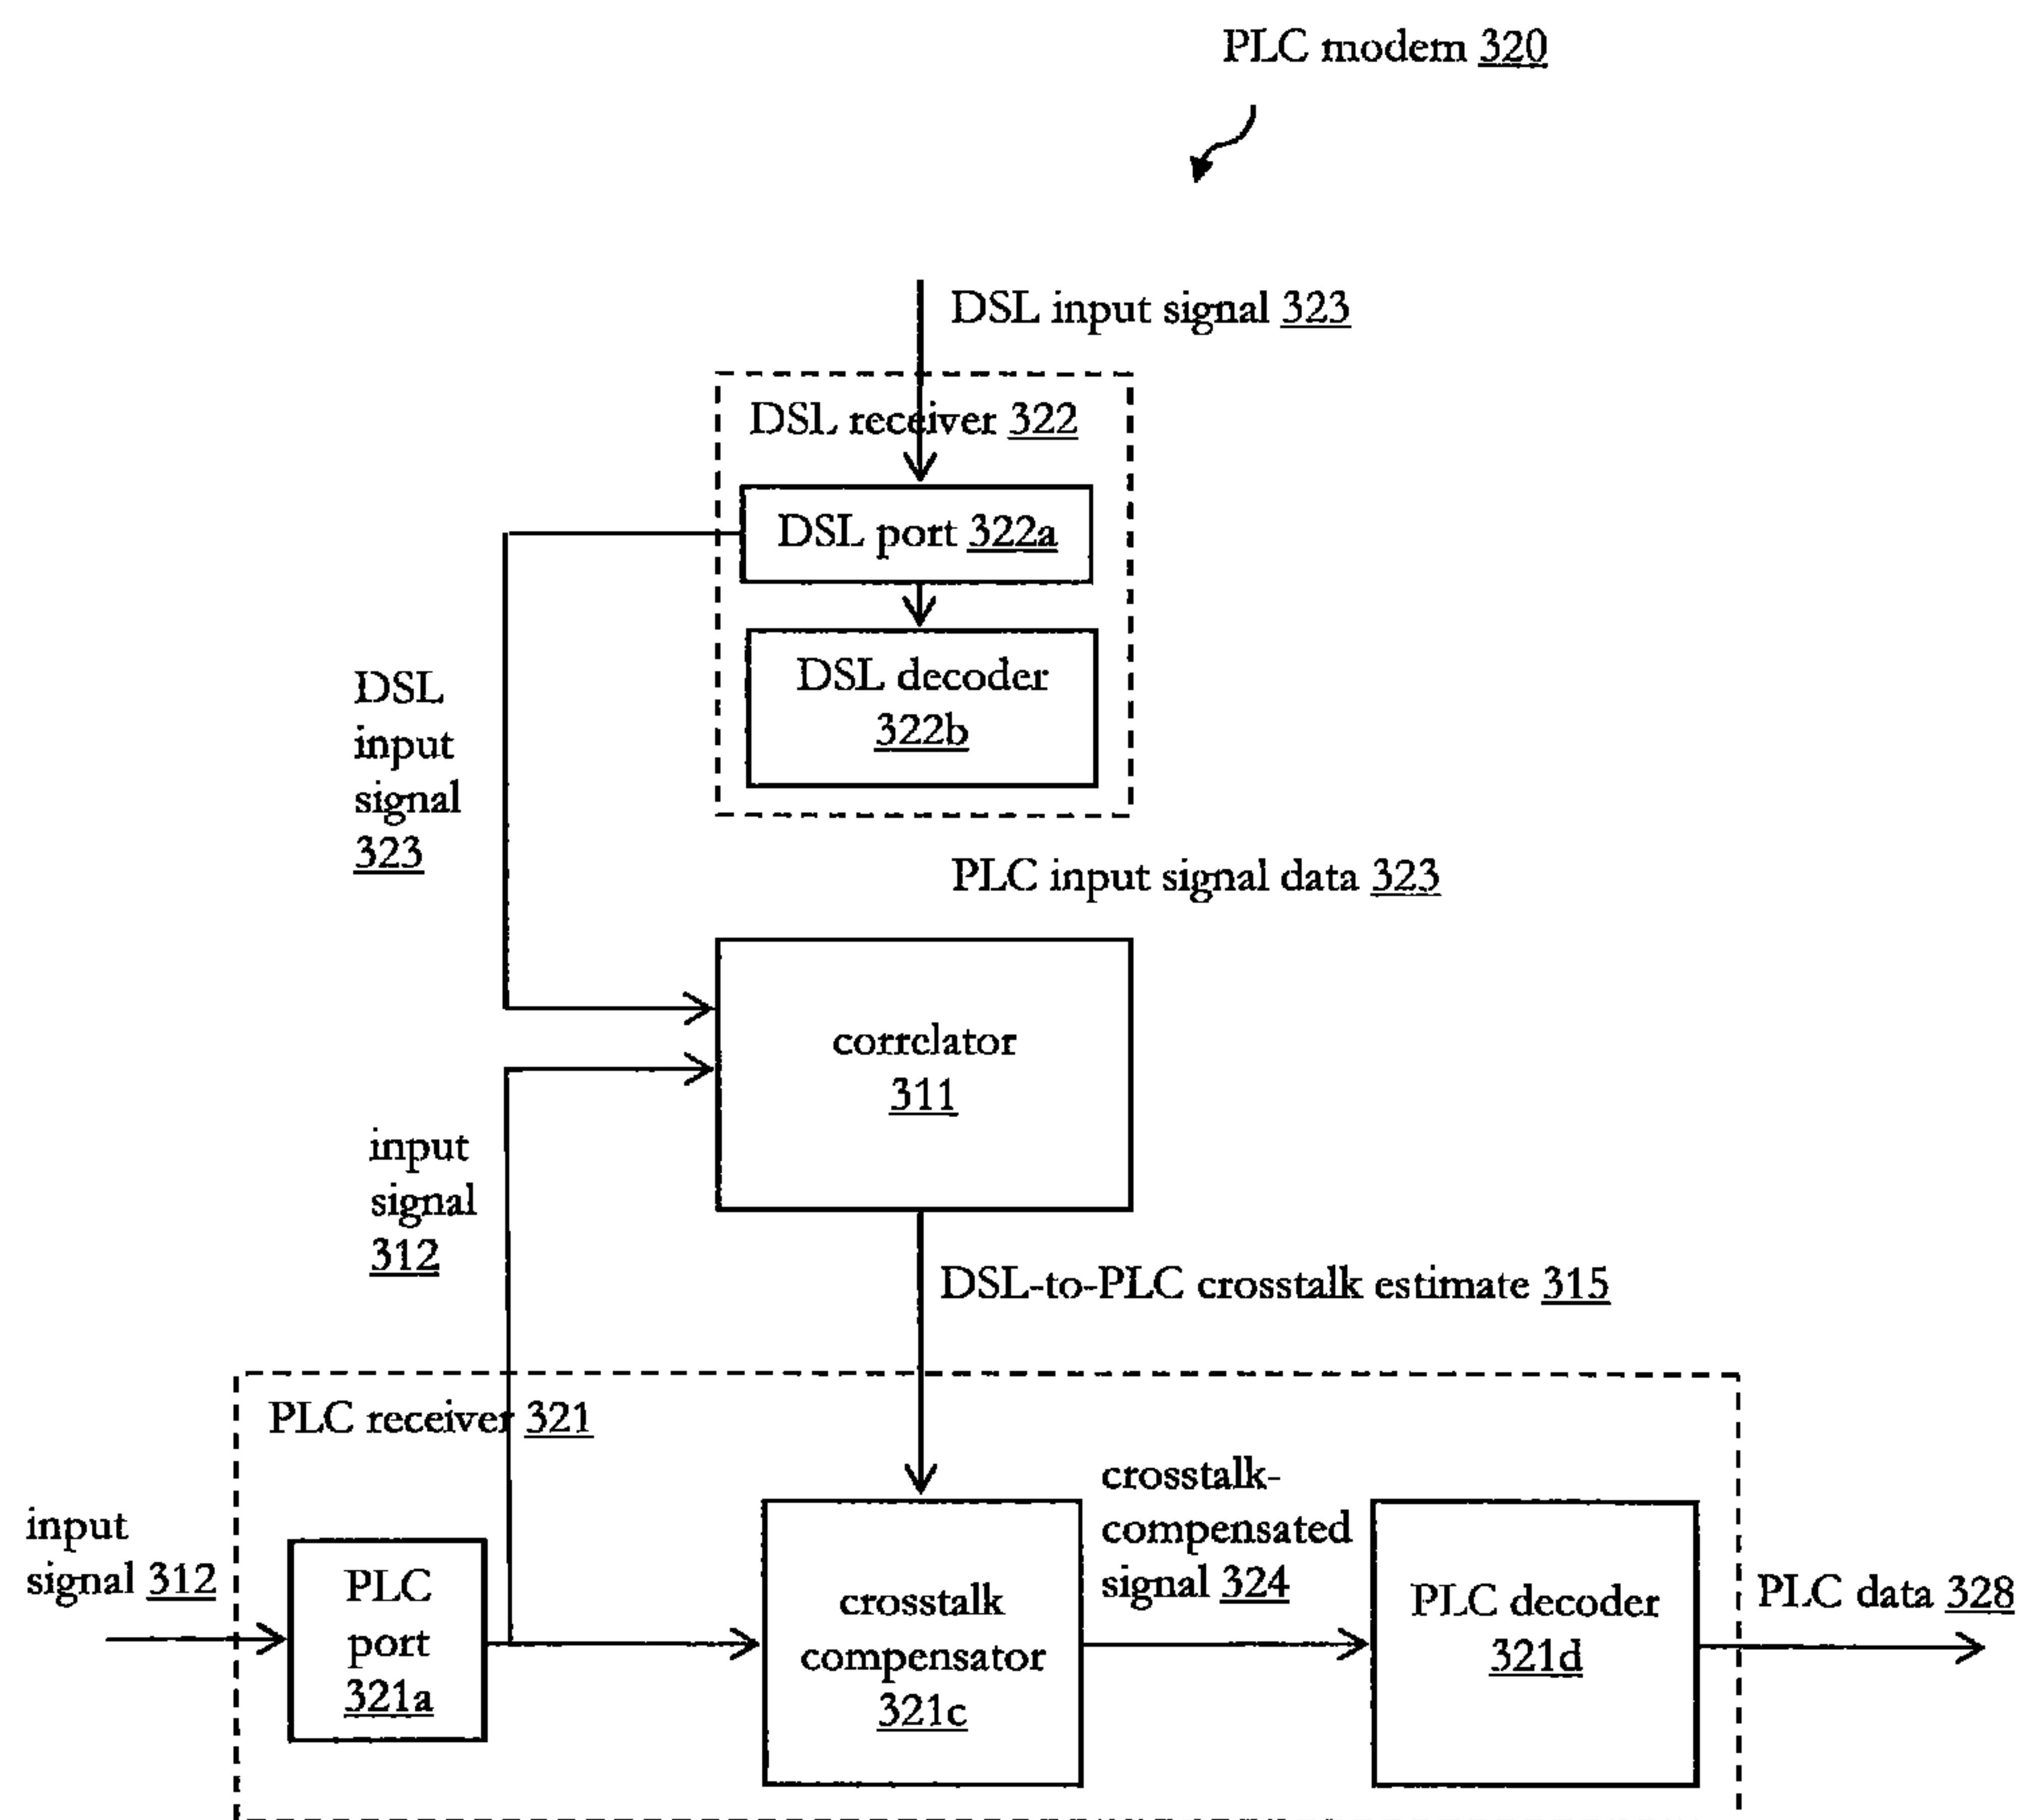 PLC modem 320
DSL input signal 323
DSL receiver 322
DSL port 322a
DSL decoder
322b
DSL
input
signal
323
PLC input signal data 323
correlator
311
input
signal
312
DSL-to-PLC crosstalk estimate 315
PLC receiver 321
input
signal 312
PLC
port
321a
crosstalk
compensator
321c
crosstalk-
compensated
signal 324
PLC decoder
321d
PLC data 328